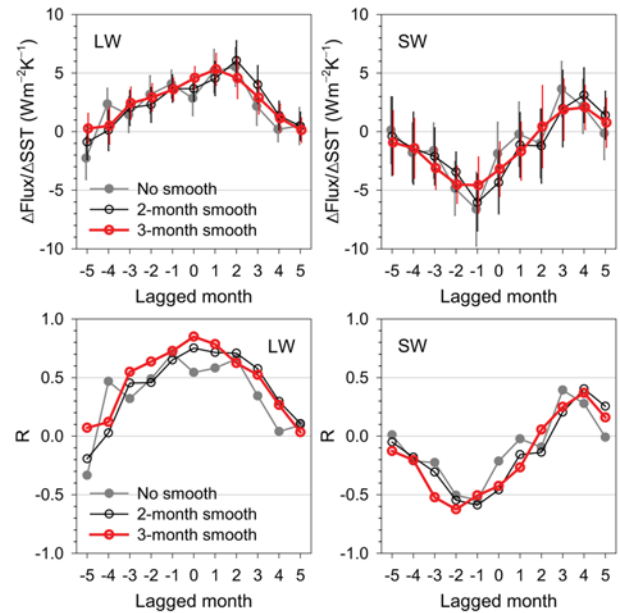 10
5
0
-5
-10
ΔFlux/ΔSST (Wm⁻²K⁻¹)
LW
No smooth
2-month smooth
3-month smooth
-5 -4 -3 -2 -1 0 1 2 3 4 5
Lagged month
10
5
0
-5
-10
ΔFlux/ΔSST (Wm⁻²K⁻¹)
SW
-5 -4 -3 -2 -1 0 1 2 3 4 5
Lagged month
1.0
0.5
0.0
-0.5
-1.0
R
LW
No smooth
2-month smooth
3-month smooth
-5 -4 -3 -2 -1 0 1 2 3 4 5
Lagged month
1.0
0.5
0.0
-0.5
-1.0
R
SW
-5 -4 -3 -2 -1 0 1 2 3 4 5
Lagged month